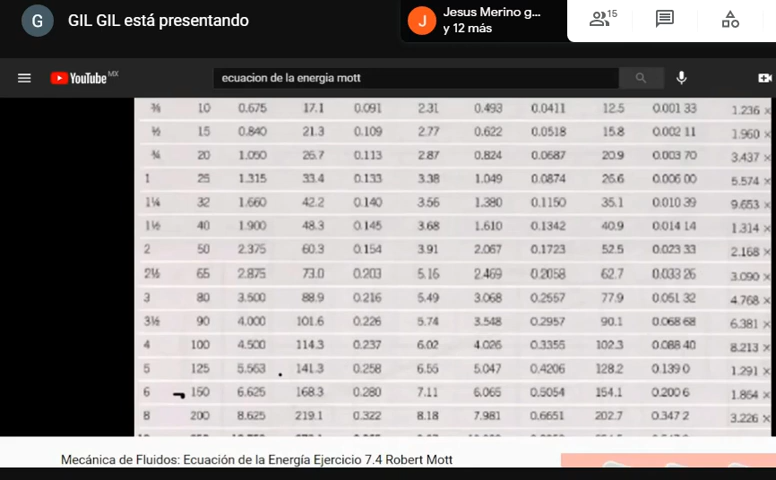 G GIL GIL está presentando
J Jesus Merino g...
y 12 más
15
YouTube MX
ecuacion de la energia mott
⅜ 10 0.675 17.1 0.091 2.31 0.493 0.0411 12.5 0.001 33 1.236 ×
½ 15 0.840 21.3 0.109 2.77 0.622 0.0518 15.8 0.002 11 1.960 ×
¾ 20 1.050 26.7 0.113 2.87 0.824 0.0687 20.9 0.003 70 3.437 ×
1 25 1.315 33.4 0.133 3.38 1.049 0.0874 26.6 0.006 00 5.574 ×
1¼ 32 1.660 42.2 0.140 3.56 1.380 0.1150 35.1 0.010 39 9.653 ×
1½ 40 1.900 48.3 0.145 3.68 1.610 0.1342 40.9 0.014 14 1.314 ×
2 50 2.375 60.3 0.154 3.91 2.067 0.1723 52.5 0.023 33 2.168 ×
2½ 65 2.875 73.0 0.203 5.16 2.469 0.2058 62.7 0.033 26 3.090 ×
3 80 3.500 88.9 0.216 5.49 3.068 0.2557 77.9 0.051 32 4.768 ×
3½ 90 4.000 101.6 0.226 5.74 3.548 0.2957 90.1 0.068 68 6.381 ×
4 100 4.500 114.3 0.237 6.02 4.026 0.3355 102.3 0.088 40 8.213 ×
5 125 5.563 141.3 0.258 6.55 5.047 0.4206 128.2 0.139 0 1.291 ×
6 150 6.625 168.3 0.280 7.11 6.065 0.5054 154.1 0.200 6 1.864 ×
8 200 8.625 219.1 0.322 8.18 7.981 0.6651 202.7 0.347 2 3.226 ×
Mecánica de Fluidos: Ecuación de la Energía Ejercicio 7.4 Robert Mott